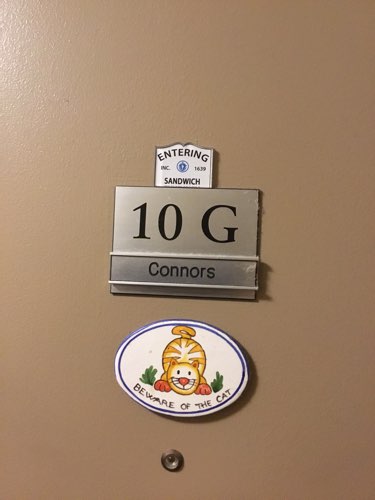 ENTERING
INC. 1639
SANDWICH
10 G
Connors
BEWARE OF THE CAT